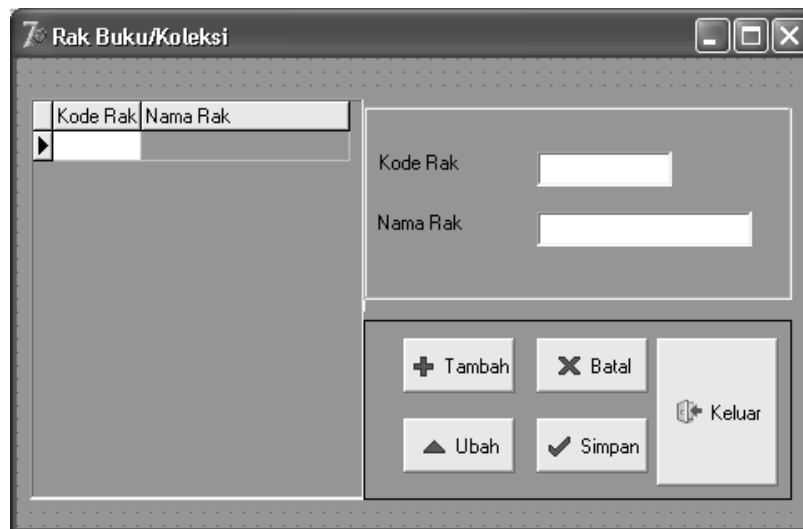 Rak Buku/Koleksi
Kode Rak Nama Rak
Kode Rak
Nama Rak
Tambah Batal
Keluar
Ubah Simpan